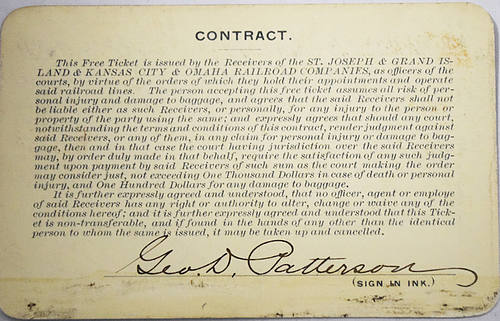 CONTRACT.
This Free Ticket is issued by the Receivers of the ST. JOSEPH & GRAND IS-
LAND & KANSAS CITY & OMAHA RAILROAD COMPANIES, as officers of the
courts, by virtue of the orders of which they hold their appointments and operate
said railroad lines. The person accepting this free ticket assumes all risk of per-
sonal injury and damage to baggage, and agrees that the said Receivers shall not
be liable either as such Receivers, or personally, for any injury to the person or
property of the party using the same; and expressly agrees that should any court,
notwithstanding the terms and conditions of this contract, render judgment against
said Receivers, or any of them, in any claim for personal injury or damage to bag-
gage, then and in that case the court having jurisdiction over the said Receivers
may, by order duly made in that behalf, require the satisfaction of any such judg-
ment upon payment by said Receivers of such sum as the court making the order
may consider just, not exceeding One Thousand Dollars in case of death or personal
injury, and One Hundred Dollars for any damage to baggage.
It is further expressly agreed and understood, that no officer, agent or employe
of said Receivers has any right or authority to alter, change or waive any of the
conditions hereof; and it is further expressly agreed and understood that this Tick-
et is non-transferable, and if found in the hands of any other than the identical
person to whom the same is issued, it may be taken up and cancelled.
Geo. D. Patterson
(SIGN IN INK.)